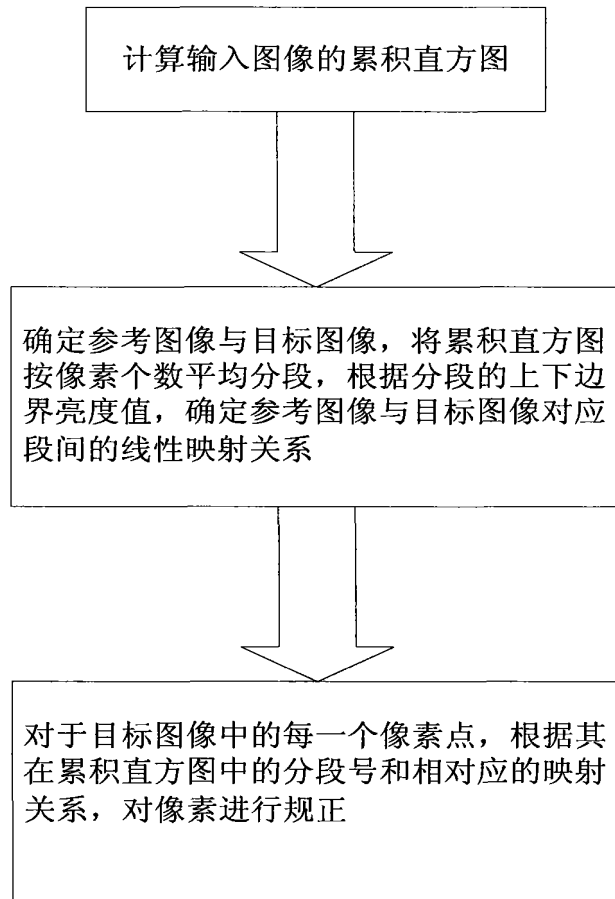 计算输入图像的累积直方图
确定参考图像与目标图像，将累积直方图
按像素个数平均分段，根据分段的上下边
界亮度值，确定参考图像与目标图像对应
段间的线性映射关系
对于目标图像中的每一个像素点，根据其
在累积直方图中的分段号和相对应的映射
关系，对像素进行规正